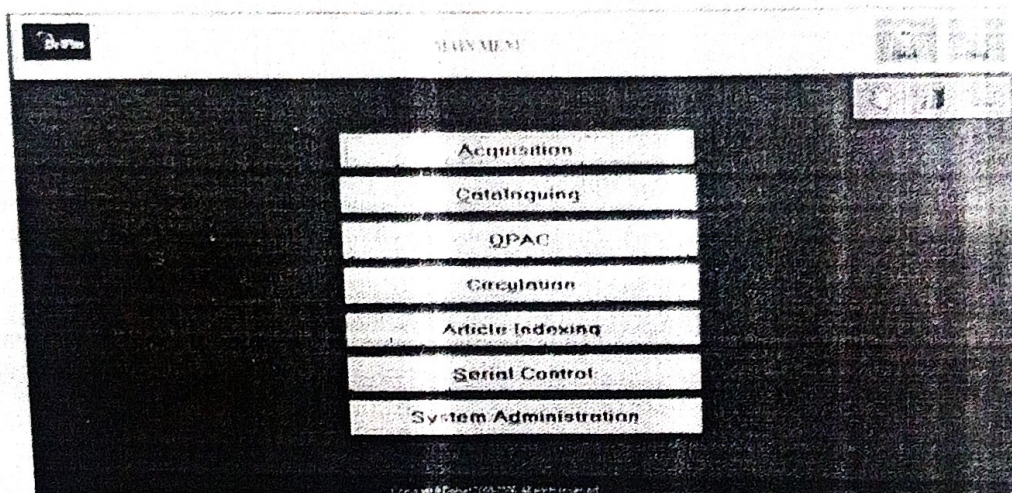 MAIN MENU
Acquisition
Cataloguing
OPAC
Circulation
Article Indexing
Serial Control
System Administration